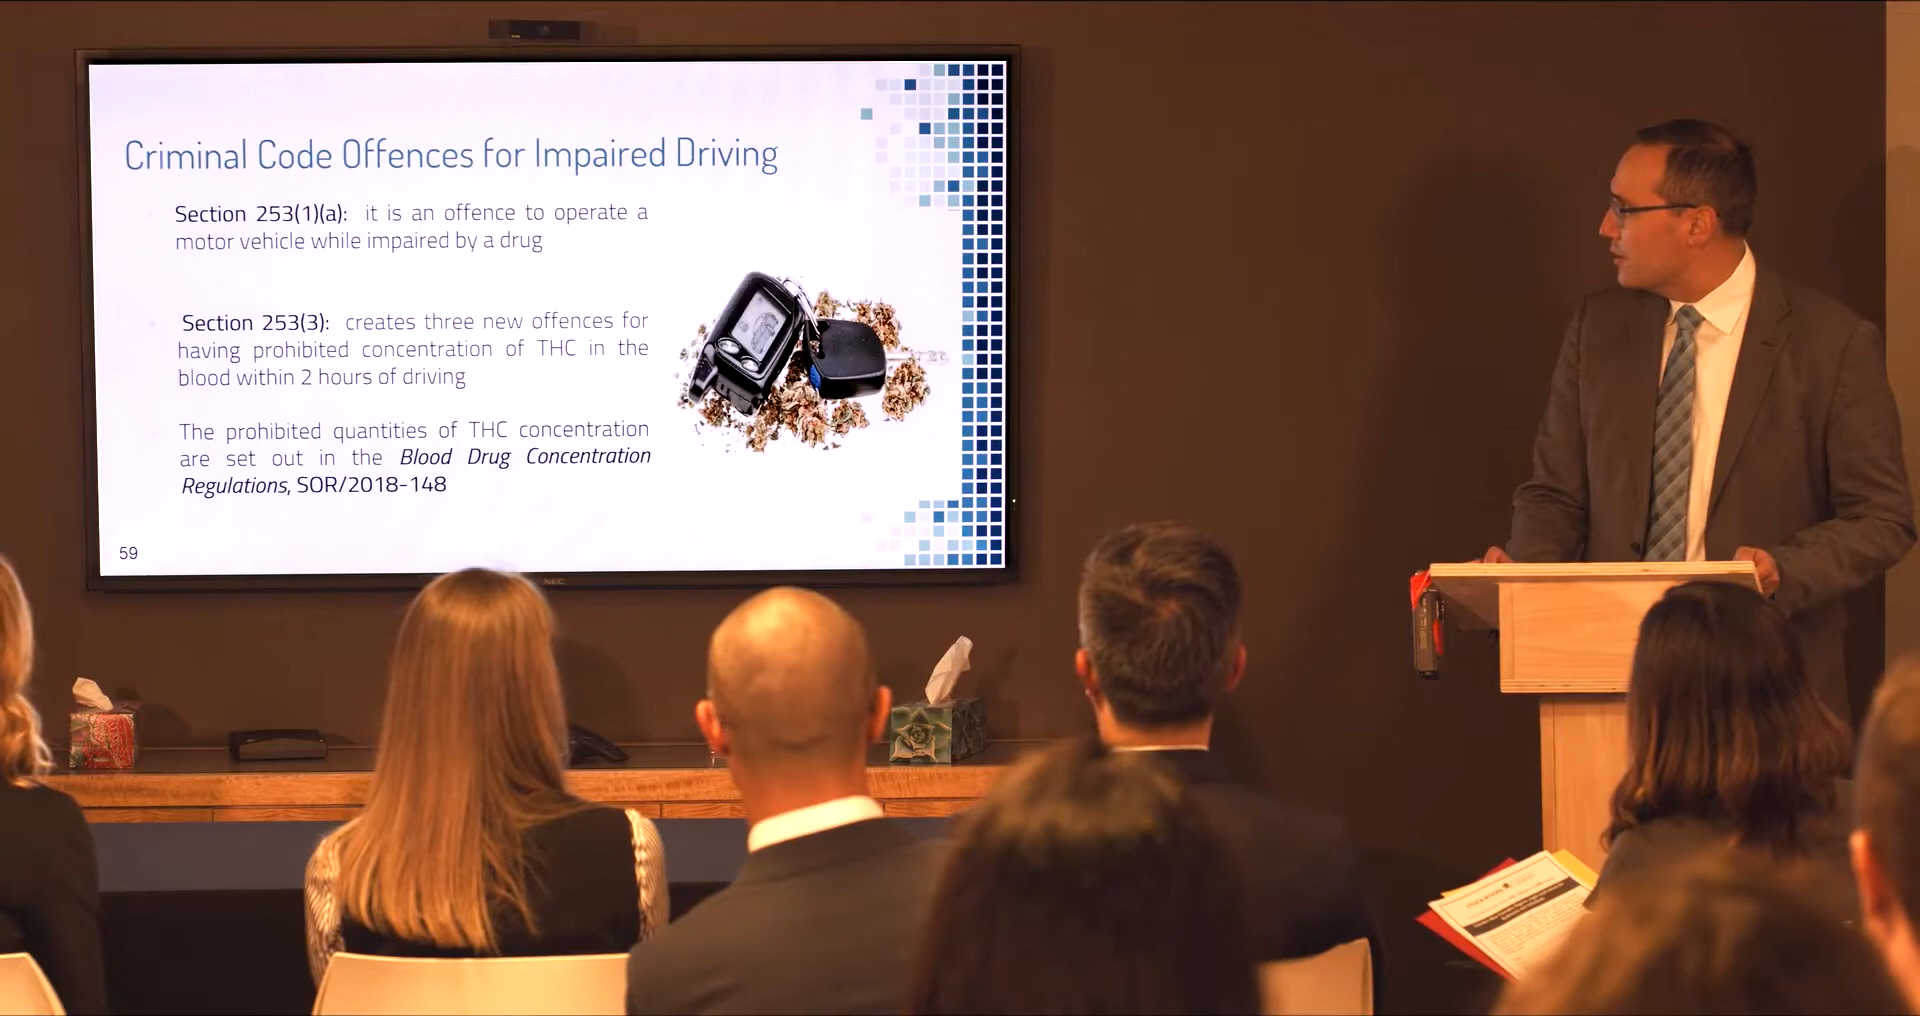 Criminal Code Offences for Impaired Driving
Section 253(1)(a): it is an offence to operate a
motor vehicle while impaired by a drug
Section 253(3): creates three new offences for
having prohibited concentration of THC in the
blood within 2 hours of driving
The prohibited quantities of THC concentration
are set out in the Blood Drug Concentration
Regulations, SOR/2018-148
59
NEC